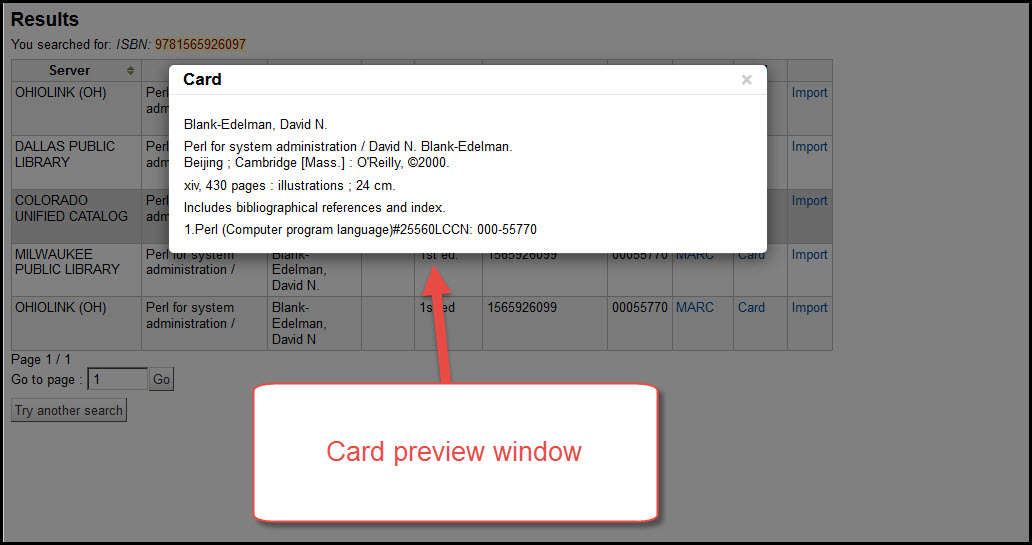 Results
You searched for: ISBN: 9781565926097
Server
OHIOLINK (OH) Perl Import
adm
DALLAS PUBLIC Perl Import
LIBRARY adm
COLORADO Perl Import
UNIFIED CATALOG adm
Card ×
Blank-Edelman, David N.
Perl for system administration / David N. Blank-Edelman.
Beijing ; Cambridge [Mass.] : O'Reilly, ©2000.
xiv, 430 pages : illustrations ; 24 cm.
Includes bibliographical references and index.
1.Perl (Computer program language)#25560LCCN: 000-55770
MILWAUKEE Perl for system Blank- 1st ed. 1565926099 00055770 MARC Card Import
PUBLIC LIBRARY administration / Edelman,
David N.
OHIOLINK (OH) Perl for system Blank- 1st ed 1565926099 00055770 MARC Card Import
administration / Edelman,
David N
Page 1 / 1
Go to page : 1 Go
Try another search
Card preview window